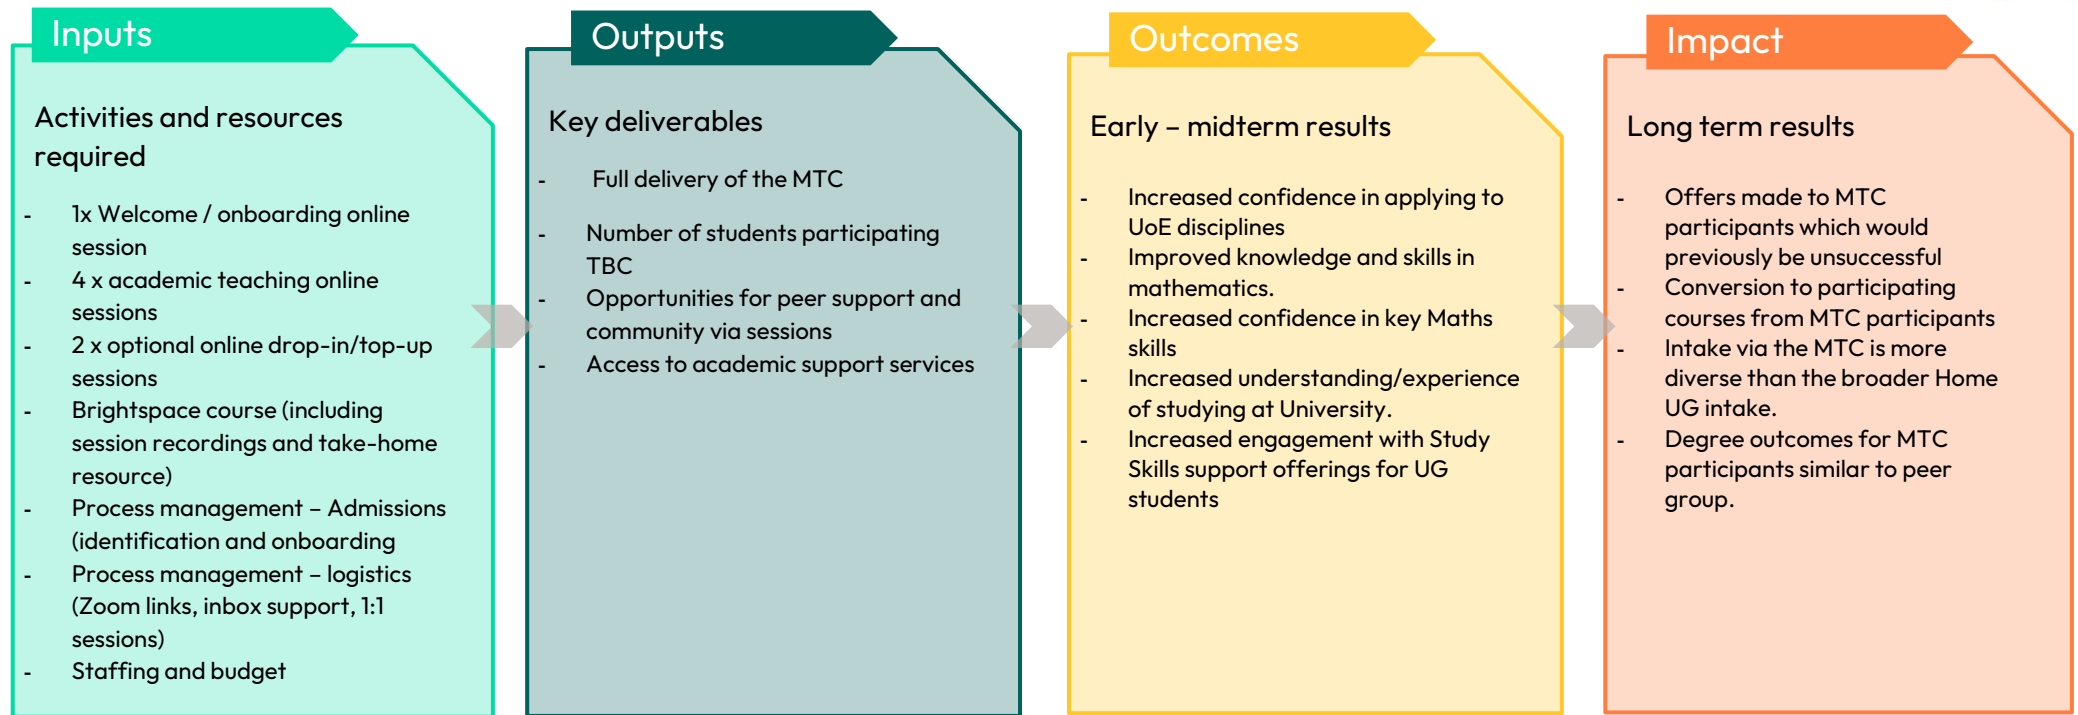 Inputs
Activities and resources
required
- 1x Welcome / onboarding online
session
- 4 x academic teaching online
sessions
- 2 x optional online drop-in/top-up
sessions
- Brightspace course (including
session recordings and take-home
resource)
- Process management – Admissions
(identification and onboarding
- Process management – logistics
(Zoom links, inbox support, 1:1
sessions)
- Staffing and budget
Outputs
Key deliverables
- Full delivery of the MTC
- Number of students participating
TBC
- Opportunities for peer support and
community via sessions
- Access to academic support services
Outcomes
Early – midterm results
- Increased confidence in applying to
UoE disciplines
- Improved knowledge and skills in
mathematics.
- Increased confidence in key Maths
skills
- Increased understanding/experience
of studying at University.
- Increased engagement with Study
Skills support offerings for UG
students
Impact
Long term results
- Offers made to MTC
participants which would
previously be unsuccessful
- Conversion to participating
courses from MTC participants
- Intake via the MTC is more
diverse than the broader Home
UG intake.
- Degree outcomes for MTC
participants similar to peer
group.